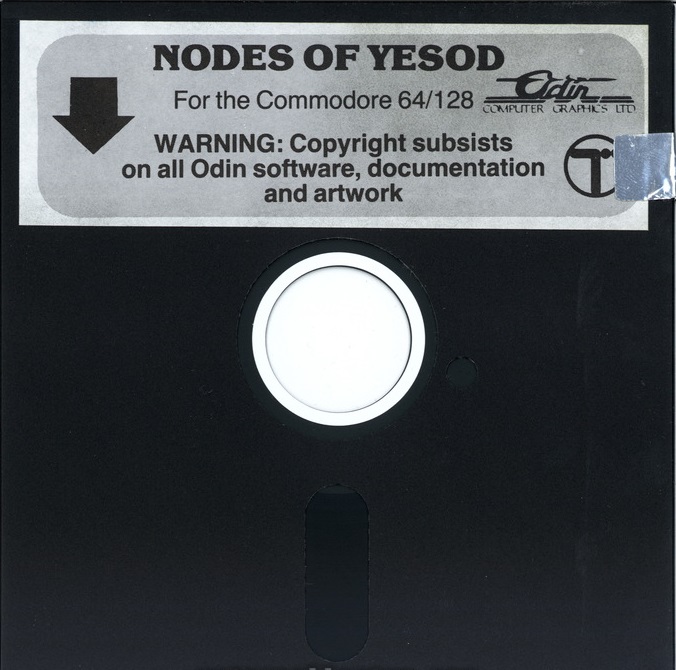 NODES OF YESOD
For the Commodore 64/128
Odin
COMPUTER GRAPHICS LTD
WARNING: Copyright subsists
on all Odin software, documentation
and artwork